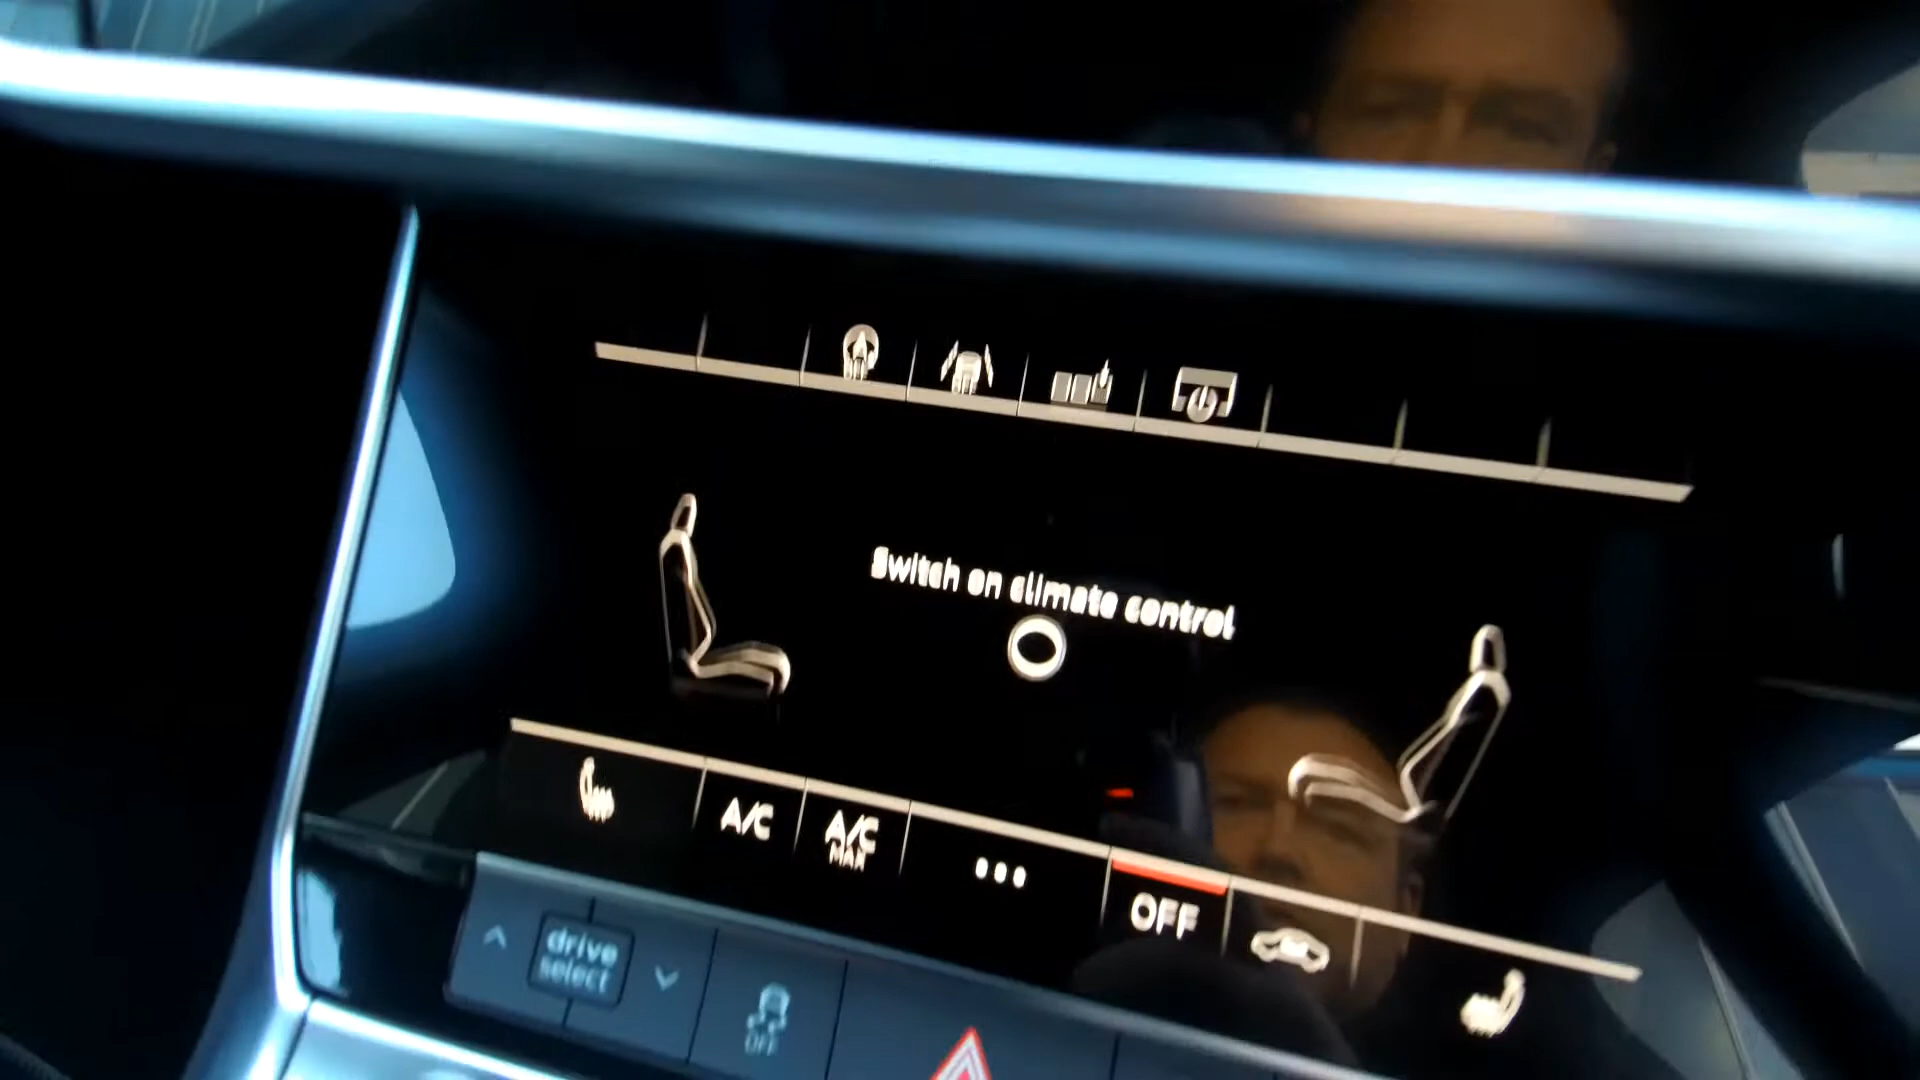 Switch on climate control
A/C
A/C
MAX
OFF
drive
select
OFF